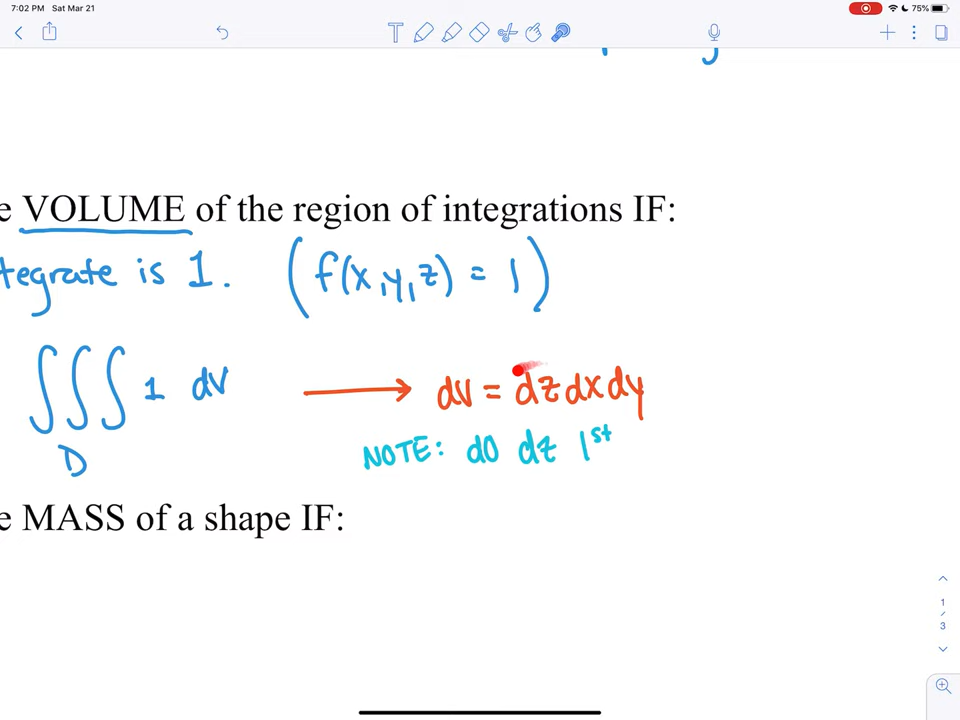 7:02 PM Sat Mar 21
75%
T
e VOLUME of the region of integrations IF:
tegrate is 1. (f(x,y,z) = 1)
∫∫∫ 1 dV → dV = dz dx dy
D
NOTE: do dz 1st
e MASS of a shape IF:
1
/
3